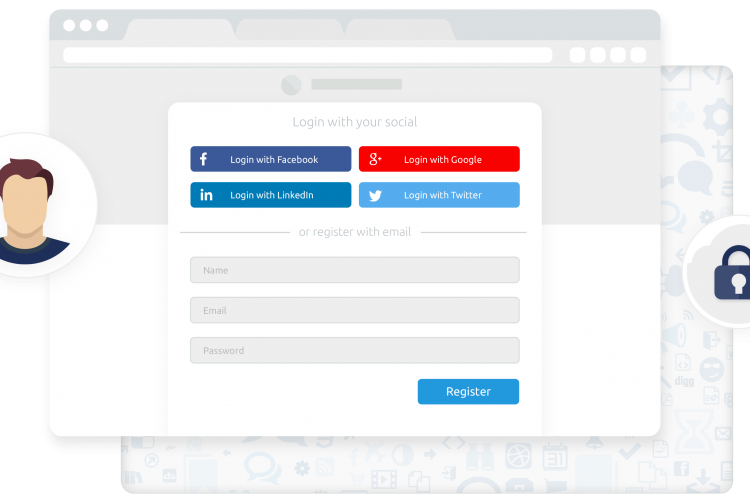 Login with your social
Login with Facebook
Login with Google
Login with LinkedIn
Login with Twitter
or register with email
Name
Email
Password
Register
digg
31